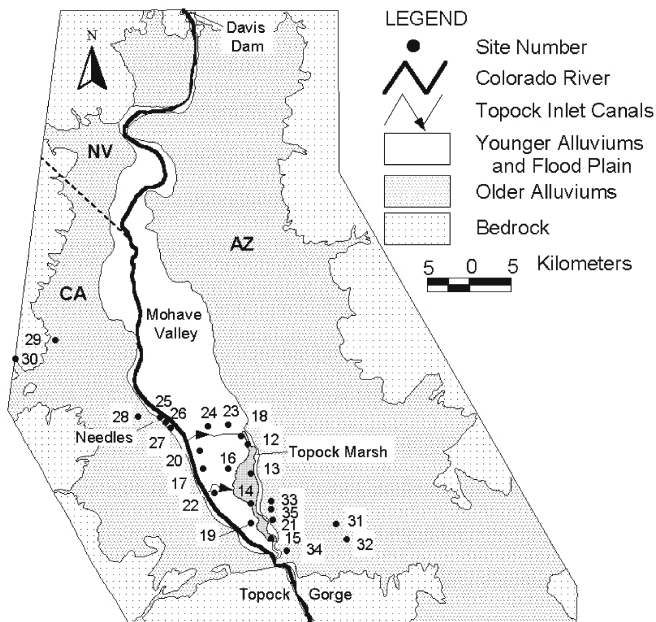 Davis
Dam
N
NV
AZ
CA
Mohave
Valley
29
30
25
26
28
24
23
18
Needles
27
12
Topock Marsh
20
16
13
17
14
33
22
35
31
21
19
15
32
34
Topock Gorge
LEGEND
Site Number
Colorado River
Topock Inlet Canals
Younger Alluviums
and Flood Plain
Older Alluviums
Bedrock
5 0 5 Kilometers